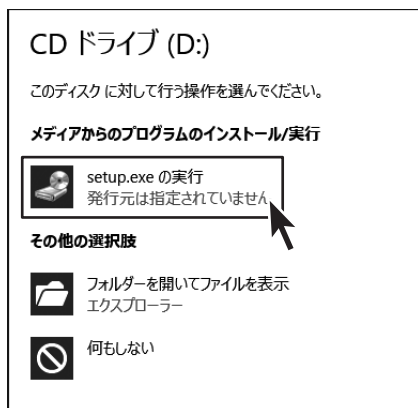 CD ドライブ (D:)
このディスク に対して行う操作を選んでください。
メディアからのプログラムのインストール/実行
setup.exe の実行
発行元は指定されていません
その他の選択肢
フォルダーを開いてファイルを表示
エクスプローラー
何もしない